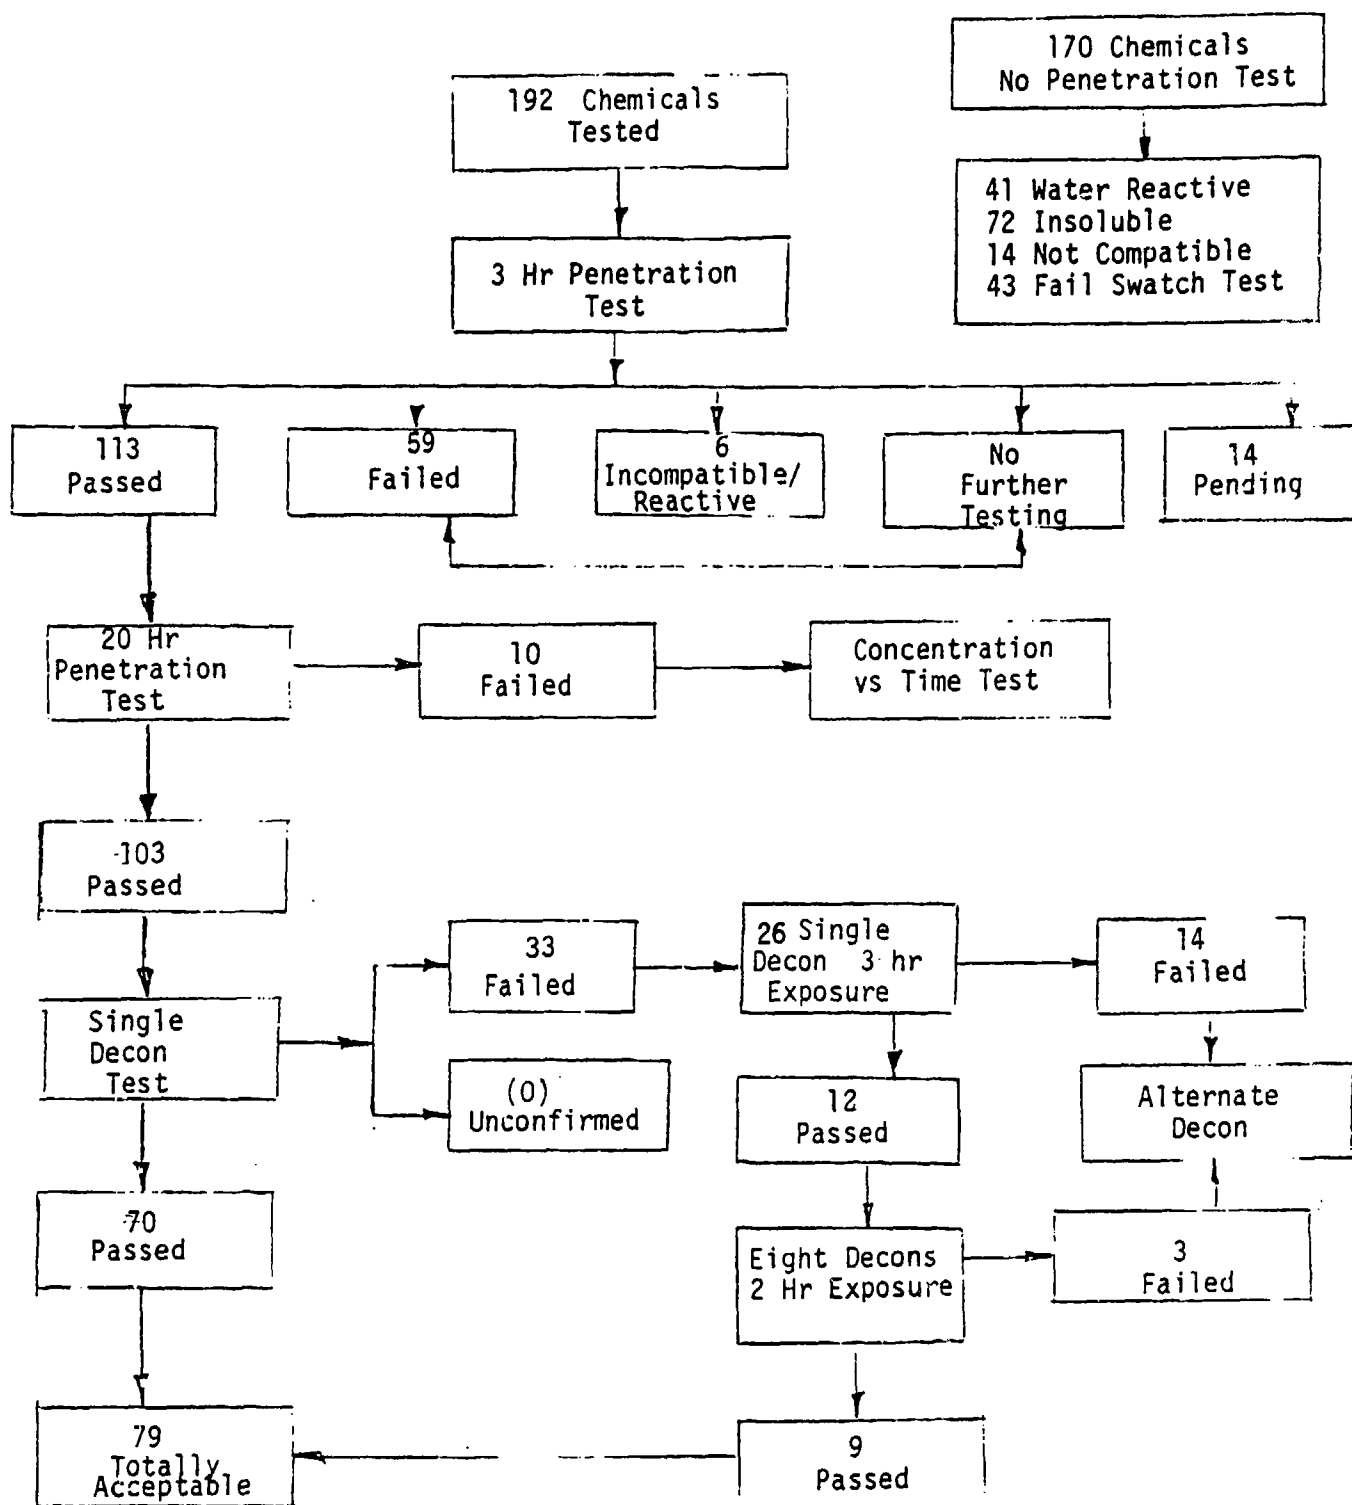 170 Chemicals
No Penetration Test
192 Chemicals
Tested
41 Water Reactive
72 Insoluble
14 Not Compatible
43 Fail Swatch Test
3 Hr Penetration
Test
113
Passed
59
Failed
6
Incompatible/
Reactive
No
Further
Testing
14
Pending
20 Hr
Penetration
Test
10
Failed
Concentration
vs Time Test
103
Passed
33
Failed
26 Single
Decon 3 hr
Exposure
14
Failed
Single
Decon
Test
(0)
Unconfirmed
12
Passed
Alternate
Decon
70
Passed
Eight Decons
2 Hr Exposure
3
Failed
79
Totally
Acceptable
9
Passed